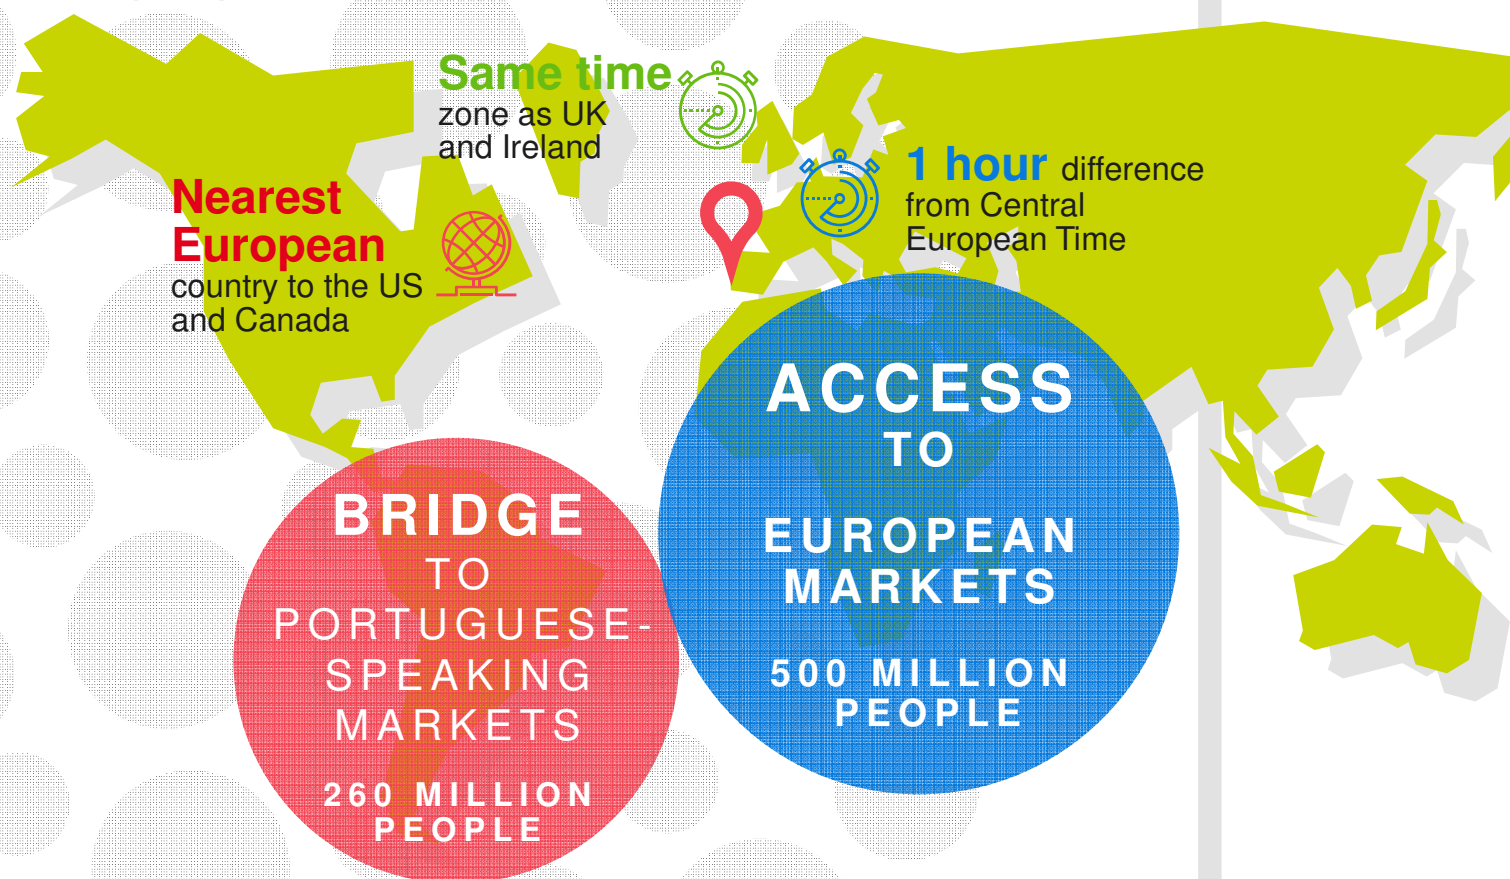 Same time
zone as UK
and Ireland
1 hour difference
from Central
European Time
Nearest
European
country to the US
and Canada
ACCESS
TO
EUROPEAN
MARKETS
500 MILLION
PEOPLE
BRIDGE
TO
PORTUGUESE-
SPEAKING
MARKETS
260 MILLION
PEOPLE